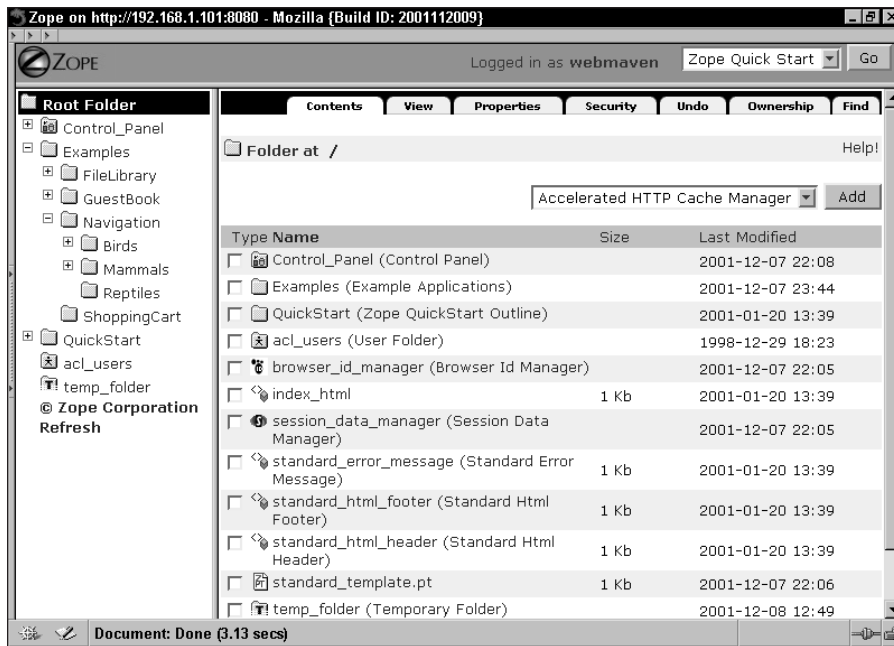 Zope on http://192.168.1.101:8080 - Mozilla {Build ID: 2001112009}
ZOPE
Logged in as webmaven
Zope Quick Start
Go
Root Folder
Control_Panel
Examples
FileLibrary
GuestBook
Navigation
Birds
Mammals
Reptiles
ShoppingCart
QuickStart
acl_users
temp_folder
© Zope Corporation
Refresh
Contents View Properties Security Undo Ownership Find
Folder at /
Help!
Accelerated HTTP Cache Manager
Add
Type Name Size Last Modified
Control_Panel (Control Panel) 2001-12-07 22:08
Examples (Example Applications) 2001-12-07 23:44
QuickStart (Zope QuickStart Outline) 2001-01-20 13:39
acl_users (User Folder) 1998-12-29 18:23
browser_id_manager (Browser Id Manager) 2001-12-07 22:05
index_html 1 Kb 2001-01-20 13:39
session_data_manager (Session Data
Manager) 2001-12-07 22:05
standard_error_message (Standard Error
Message) 1 Kb 2001-01-20 13:39
standard_html_footer (Standard Html
Footer) 1 Kb 2001-01-20 13:39
standard_html_header (Standard Html
Header) 1 Kb 2001-01-20 13:39
standard_template.pt 1 Kb 2001-12-07 22:06
temp_folder (Temporary Folder) 2001-12-08 12:49
Document: Done (3.13 secs)